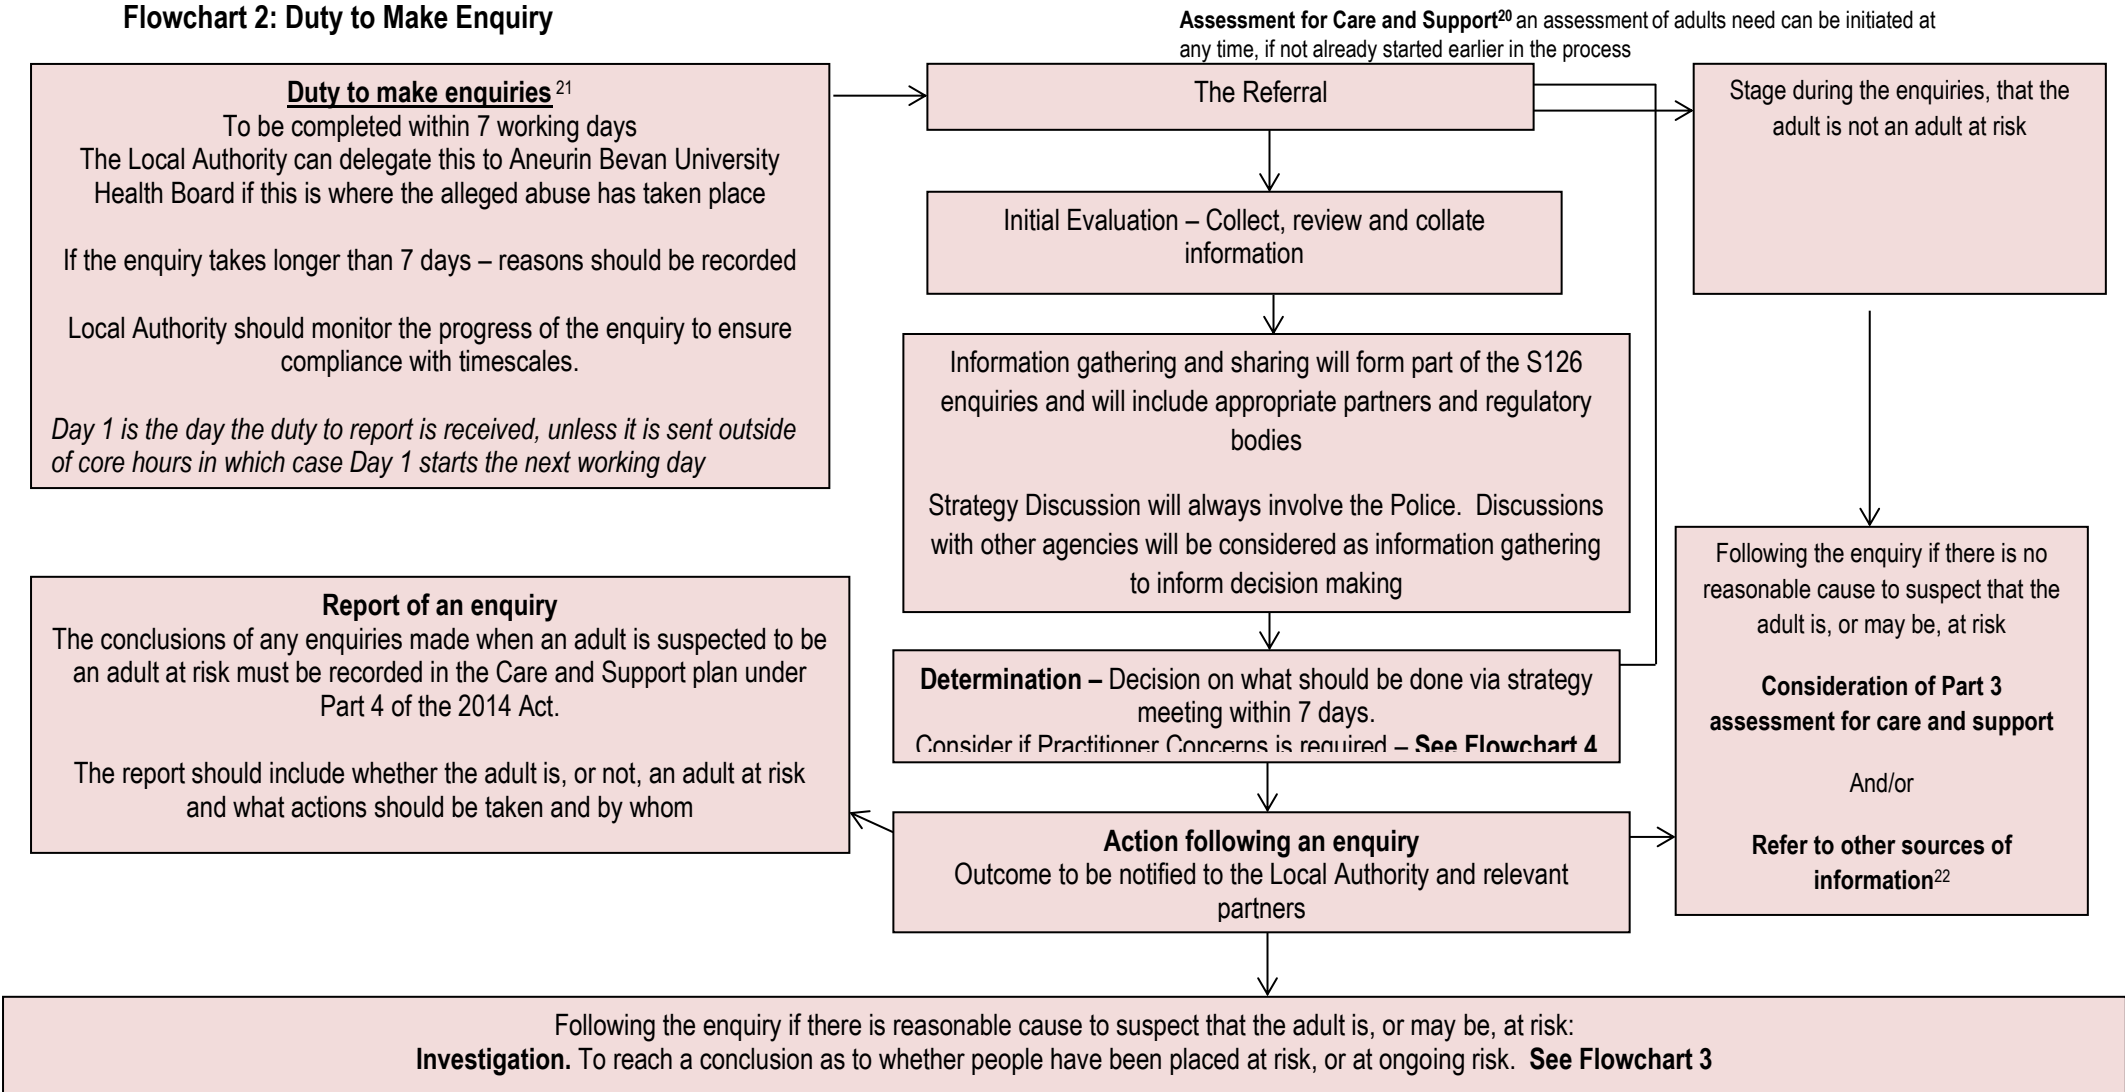 Flowchart 2: Duty to Make Enquiry
Assessment for Care and Support20 an assessment of adults need can be initiated at
any time, if not already started earlier in the process
Duty to make enquiries 21
To be completed within 7 working days
The Local Authority can delegate this to Aneurin Bevan University
Health Board if this is where the alleged abuse has taken place
If the enquiry takes longer than 7 days – reasons should be recorded
Local Authority should monitor the progress of the enquiry to ensure
compliance with timescales.
Day 1 is the day the duty to report is received, unless it is sent outside
of core hours in which case Day 1 starts the next working day
The Referral
Stage during the enquiries, that the
adult is not an adult at risk
Initial Evaluation – Collect, review and collate
information
Information gathering and sharing will form part of the S126
enquiries and will include appropriate partners and regulatory
bodies
Strategy Discussion will always involve the Police.  Discussions
with other agencies will be considered as information gathering
to inform decision making
Determination – Decision on what should be done via strategy
meeting within 7 days.
Consider if Practitioner Concerns is required – See Flowchart 4
Report of an enquiry
The conclusions of any enquiries made when an adult is suspected to be
an adult at risk must be recorded in the Care and Support plan under
Part 4 of the 2014 Act.
The report should include whether the adult is, or not, an adult at risk
and what actions should be taken and by whom
Action following an enquiry
Outcome to be notified to the Local Authority and relevant
partners
Following the enquiry if there is no
reasonable cause to suspect that the
adult is, or may be, at risk
Consideration of Part 3
assessment for care and support
And/or
Refer to other sources of
information22
Following the enquiry if there is reasonable cause to suspect that the adult is, or may be, at risk:
Investigation. To reach a conclusion as to whether people have been placed at risk, or at ongoing risk.  See Flowchart 3